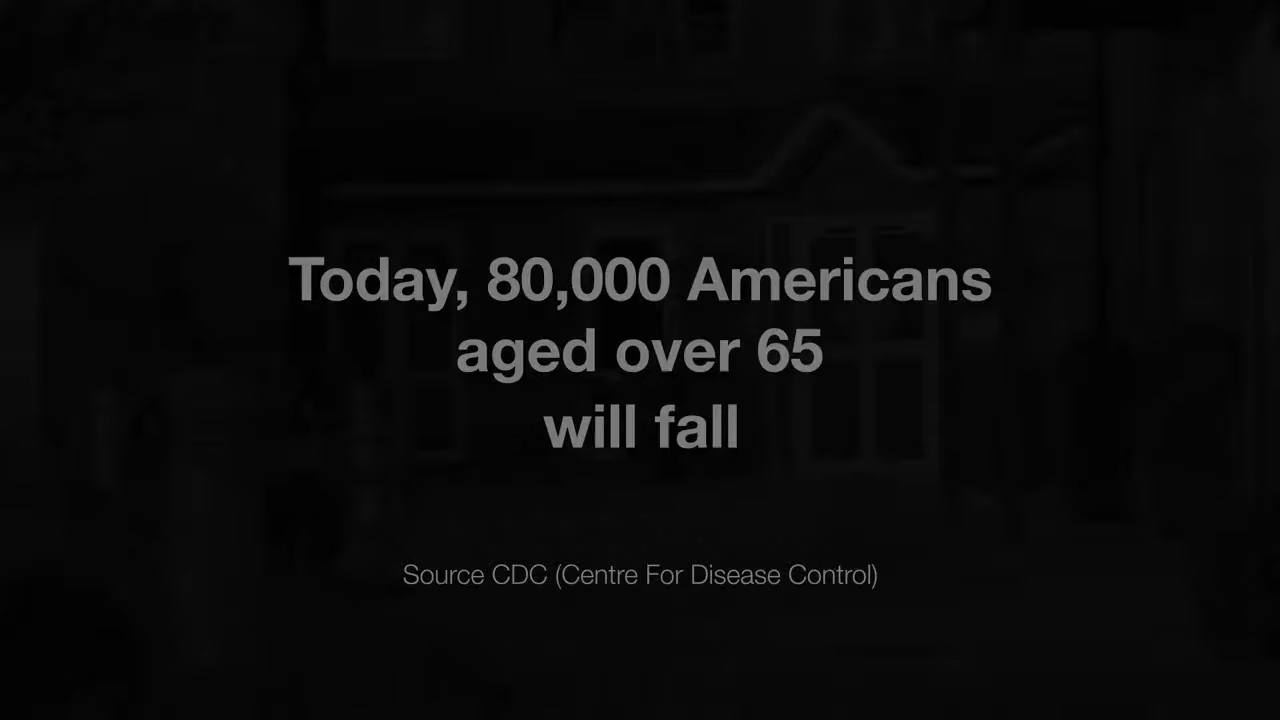 Today, 80,000 Americans
aged over 65
will fall
Source CDC (Centre For Disease Control)